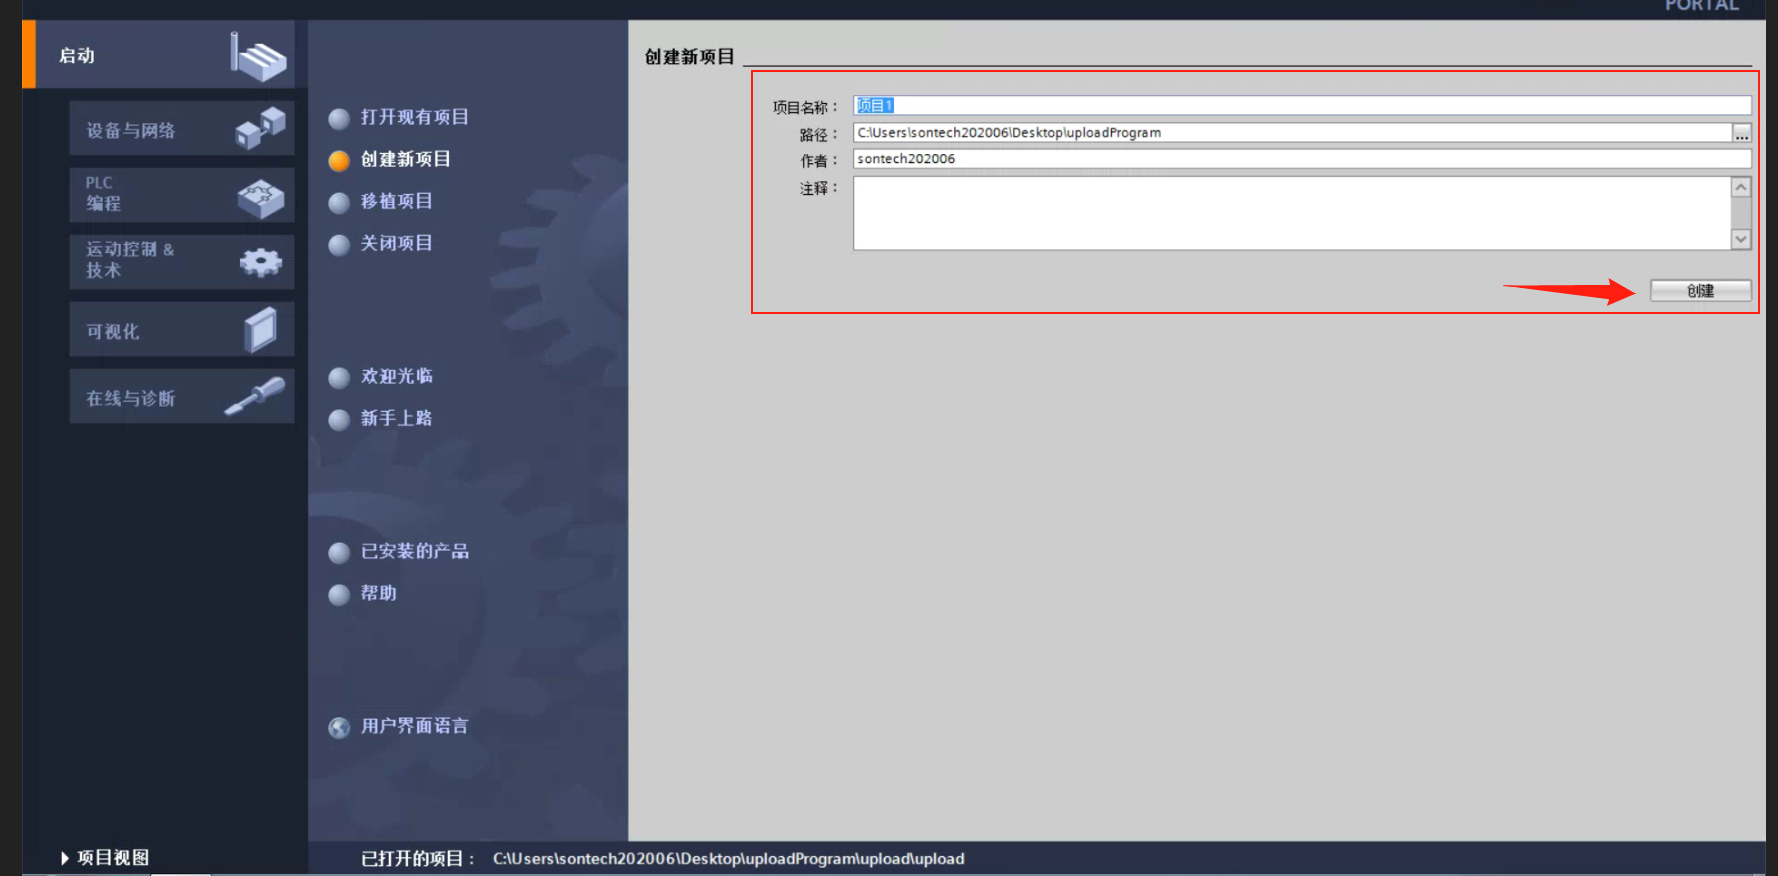 PORTAL
启动
设备与网络
PLC
编程
运动控制 &
技术
可视化
在线与诊断
项目视图
打开现有项目
创建新项目
移植项目
关闭项目
欢迎光临
新手上路
已安装的产品
帮助
用户界面语言
创建新项目
项目名称： 项目1
路径： C:\Users\sontech202006\Desktop\uploadProgram ...
作者： sontech202006
注释：
创建
已打开的项目： C:\Users\sontech202006\Desktop\uploadProgram\upload\upload